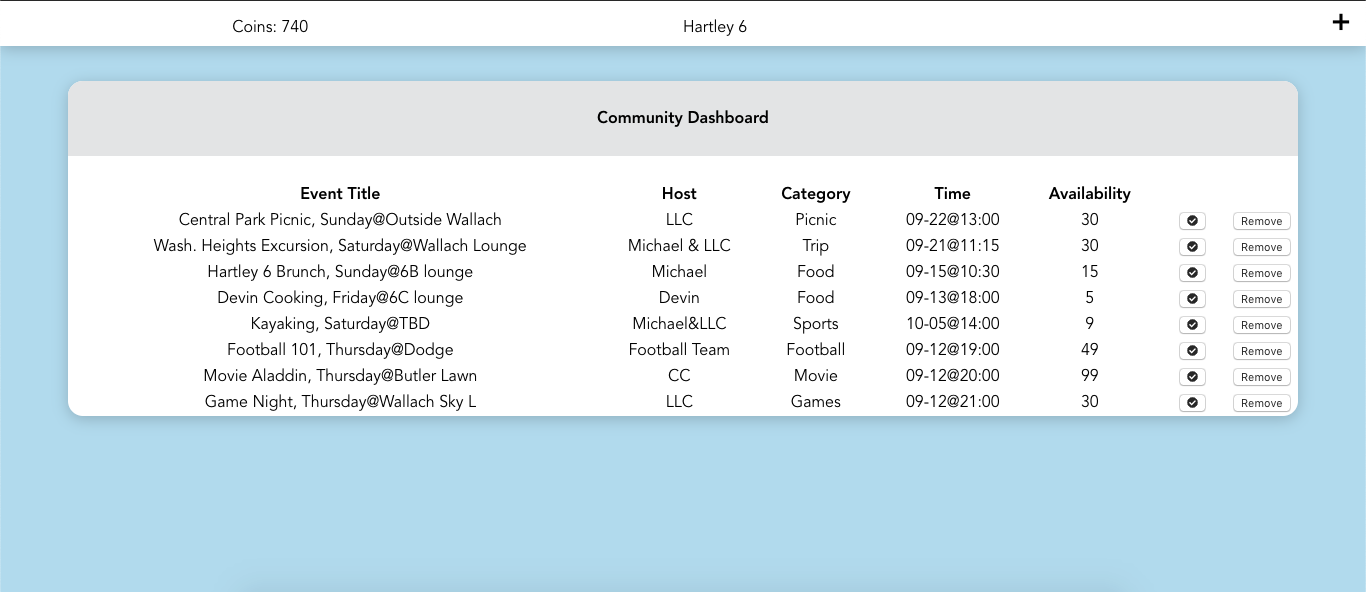 Coins: 740 Hartley 6 +
Community Dashboard
Event Title Host Category Time Availability
Central Park Picnic, Sunday@Outside Wallach LLC Picnic 09-22@13:00 30 Remove
Wash. Heights Excursion, Saturday@Wallach Lounge Michael & LLC Trip 09-21@11:15 30 Remove
Hartley 6 Brunch, Sunday@6B lounge Michael Food 09-15@10:30 15 Remove
Devin Cooking, Friday@6C lounge Devin Food 09-13@18:00 5 Remove
Kayaking, Saturday@TBD Michael&LLC Sports 10-05@14:00 9 Remove
Football 101, Thursday@Dodge Football Team Football 09-12@19:00 49 Remove
Movie Aladdin, Thursday@Butler Lawn CC Movie 09-12@20:00 99 Remove
Game Night, Thursday@Wallach Sky L LLC Games 09-12@21:00 30 Remove